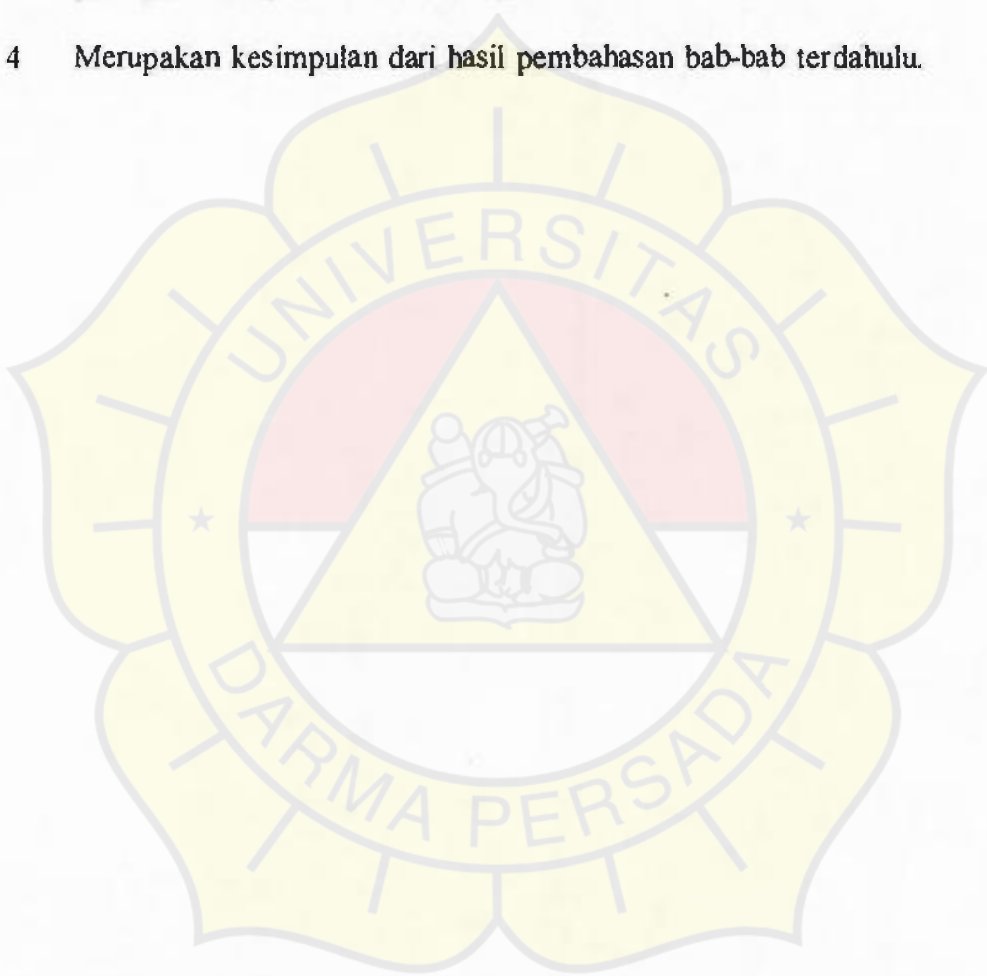 4 Merupakan kesimpulan dari hasil pembahasan bab-bab terdahulu.
UNIVERSITAS
DARMA PERSADA